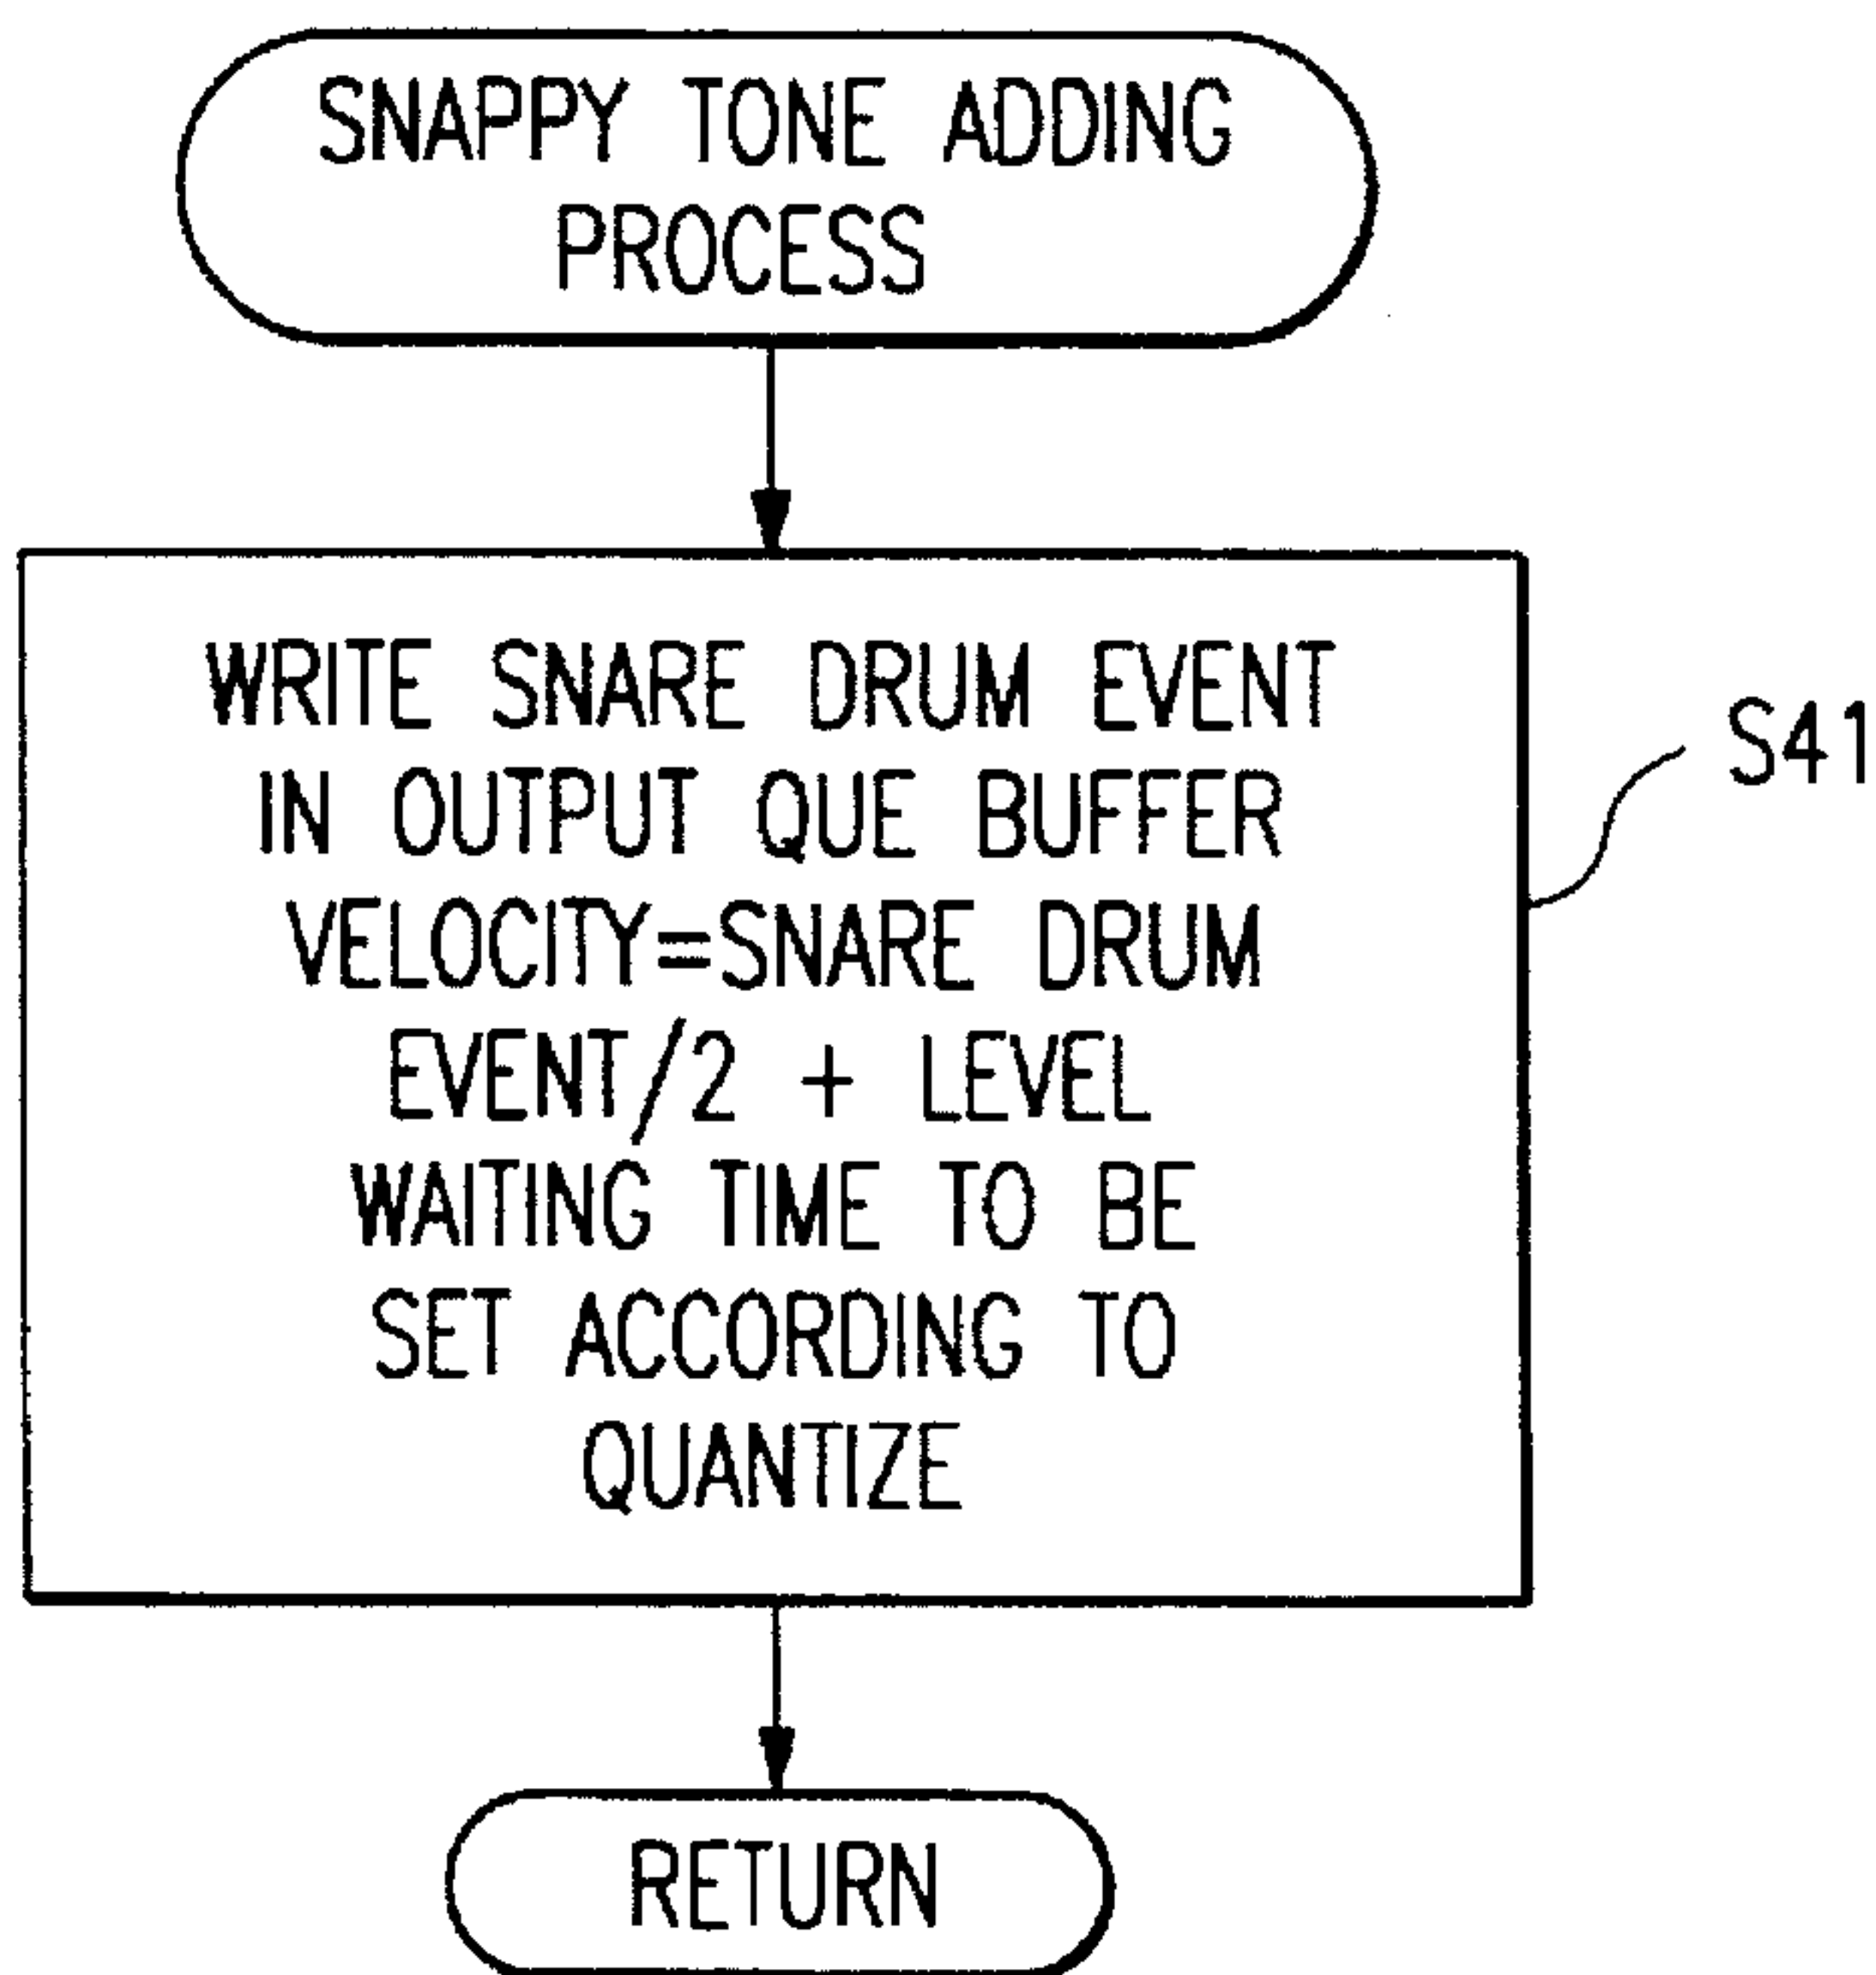 SNAPPY TONE ADDING
PROCESS
WRITE SNARE DRUM EVENT
IN OUTPUT QUE BUFFER
VELOCITY=SNARE DRUM
EVENT/2 + LEVEL
WAITING TIME TO BE
SET ACCORDING TO
QUANTIZE
S41
RETURN